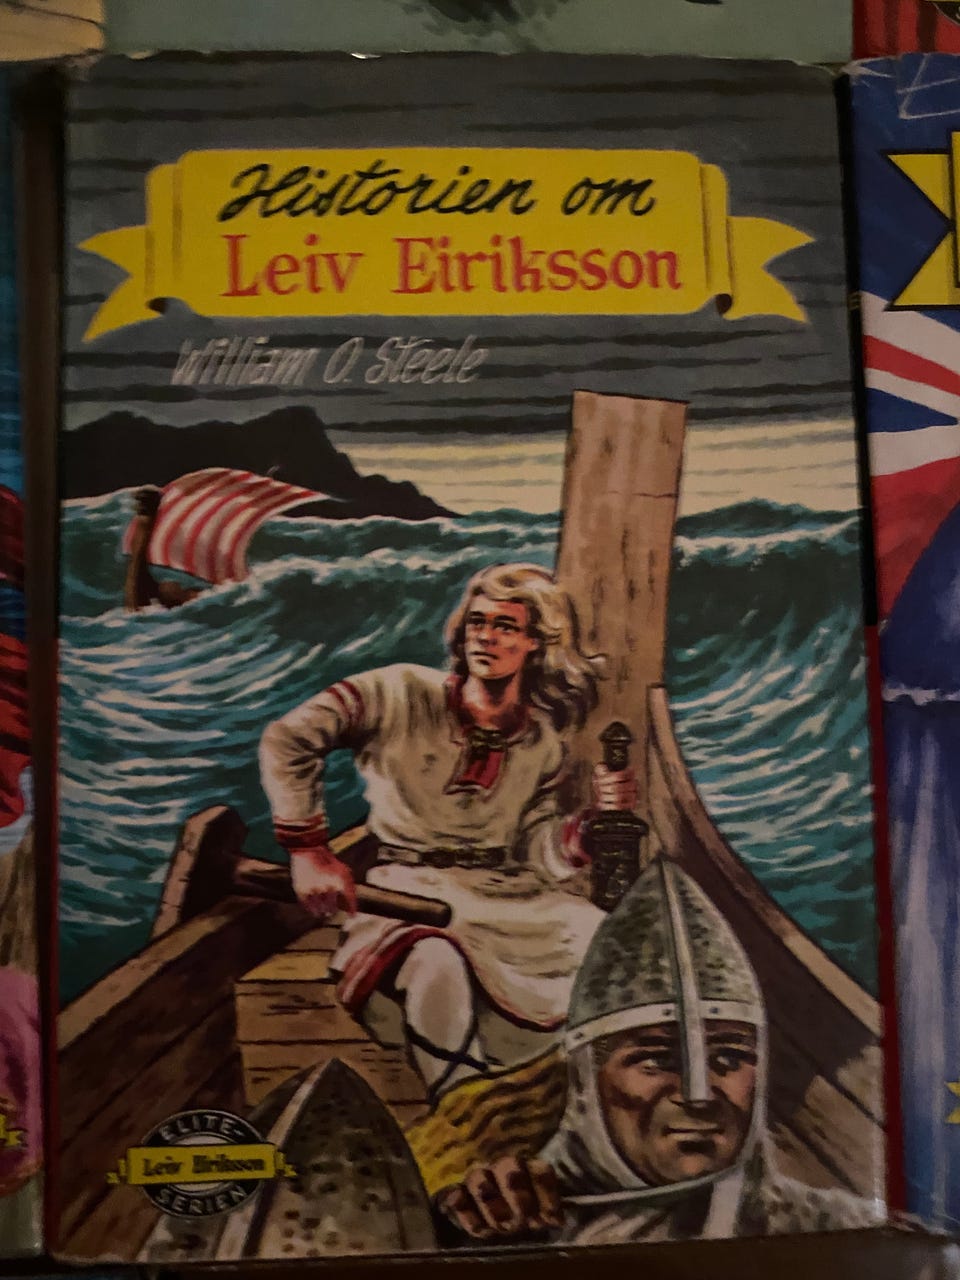 Historien om
Leiv Eiriksson
William O. Steele
ELITE-
Leiv Eiriksson
SERIEN